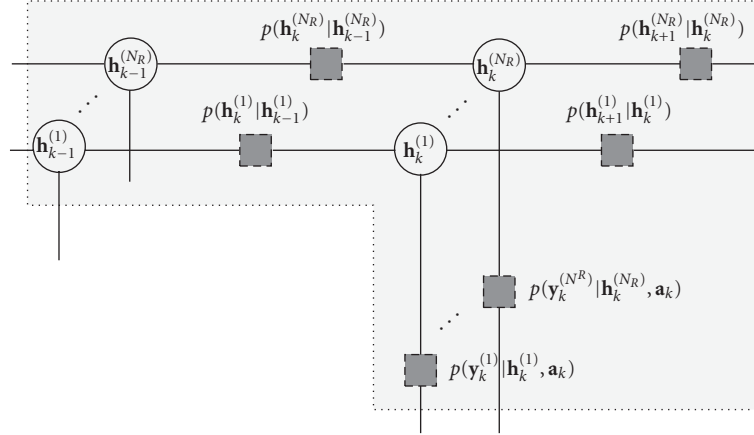 p(𝐡_k^{(N_R)}|𝐡_{k−1}^{(N_R)})
p(𝐡_{k+1}^{(N_R)}|𝐡_k^{(N_R)})
𝐡_{k−1}^{(N_R)}
𝐡_k^{(N_R)}
p(𝐡_k^{(1)}|𝐡_{k−1}^{(1)})
p(𝐡_{k+1}^{(1)}|𝐡_k^{(1)})
𝐡_{k−1}^{(1)}
𝐡_k^{(1)}
p(𝐲_k^{(N^R)}|𝐡_k^{(N_R)}, 𝐚_k)
p(𝐲_k^{(1)}|𝐡_k^{(1)}, 𝐚_k)